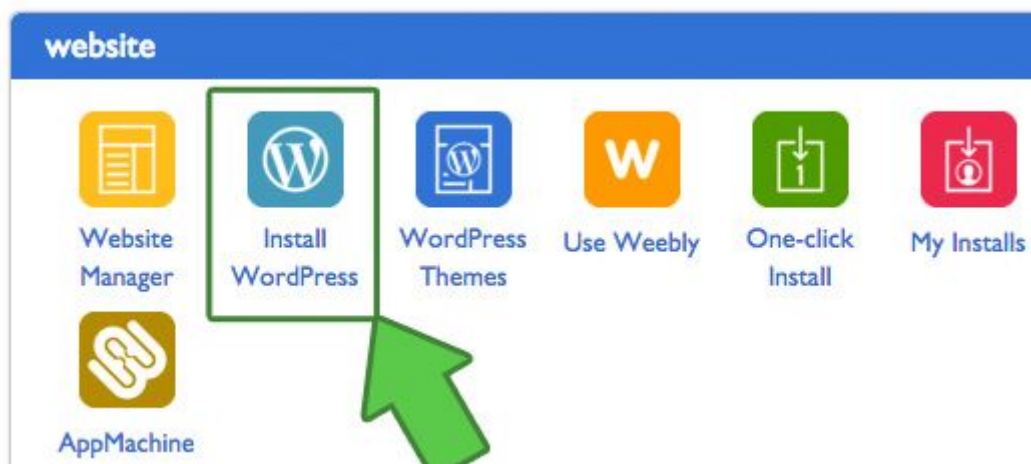 website
Website
Manager
Install
WordPress
WordPress
Themes
Use Weebly
One-click
Install
My Installs
AppMachine